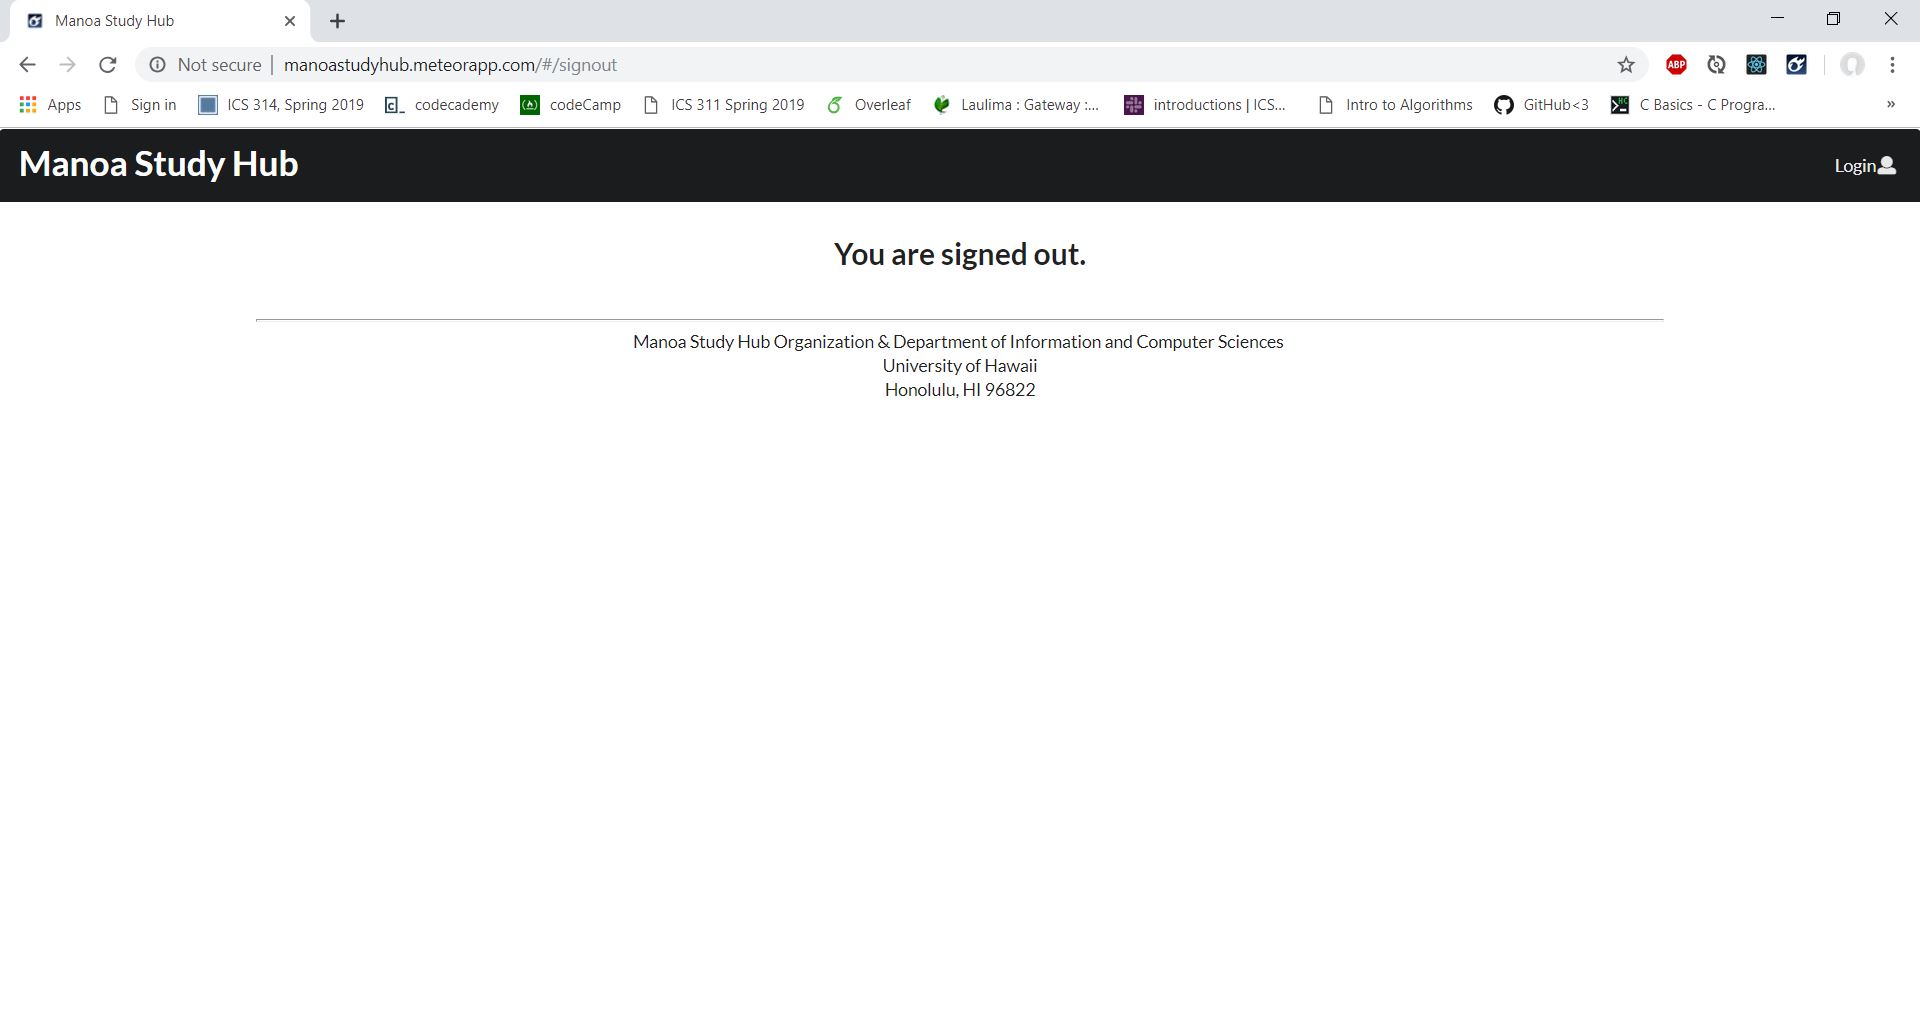 Manoa Study Hub
Not secure | manoastudyhub.meteorapp.com/#/signout
ABP
Apps Sign in ICS 314, Spring 2019 codecademy codeCamp ICS 311 Spring 2019 Overleaf Laulima : Gateway :... introductions | ICS... Intro to Algorithms GitHub<3 C Basics - C Progra... »
Manoa Study Hub Login
You are signed out.
Manoa Study Hub Organization & Department of Information and Computer Sciences
University of Hawaii
Honolulu, HI 96822